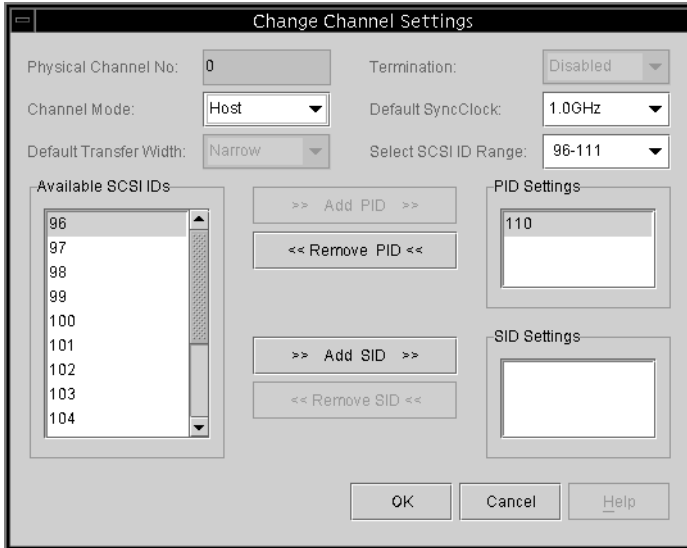 Change Channel Settings
Physical Channel No: 0 Termination: Disabled
Channel Mode: Host Default SyncClock: 1.0GHz
Default Transfer Width: Narrow Select SCSI ID Range: 96-111
Available SCSI IDs
96
97
98
99
100
101
102
103
104
>> Add PID >>
<< Remove PID <<
>> Add SID >>
<< Remove SID <<
PID Settings
110
SID Settings
OK Cancel Help